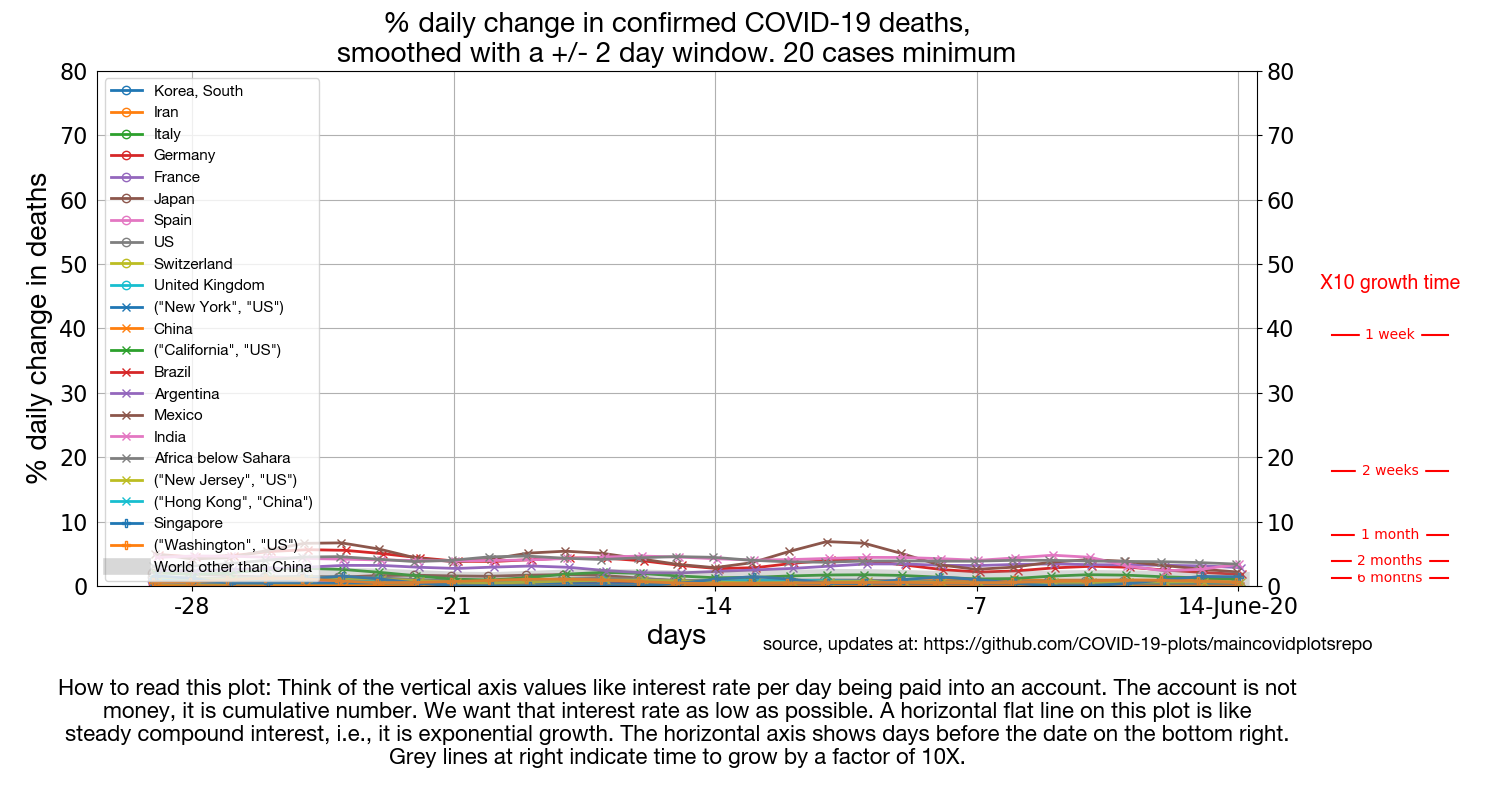 % daily change in confirmed COVID-19 deaths,
smoothed with a +/- 2 day window. 20 cases minimum
80
70
60
50
40
30
20
10
0
% daily change in deaths
Korea, South
Iran
Italy
Germany
France
Japan
Spain
US
Switzerland
United Kingdom
("New York", "US")
China
("California", "US")
Brazil
Argentina
Mexico
India
Africa below Sahara
("New Jersey", "US")
("Hong Kong", "China")
Singapore
("Washington", "US")
World other than China
80
70
60
50
40
30
20
10
0
X10 growth time
1 week
2 weeks
1 month
2 months
6 months
-28
-21
-14
-7
14-June-20
days
source, updates at: https://github.com/COVID-19-plots/maincovidplotsrepo
How to read this plot: Think of the vertical axis values like interest rate per day being paid into an account. The account is not
money, it is cumulative number. We want that interest rate as low as possible. A horizontal flat line on this plot is like
steady compound interest, i.e., it is exponential growth. The horizontal axis shows days before the date on the bottom right.
Grey lines at right indicate time to grow by a factor of 10X.